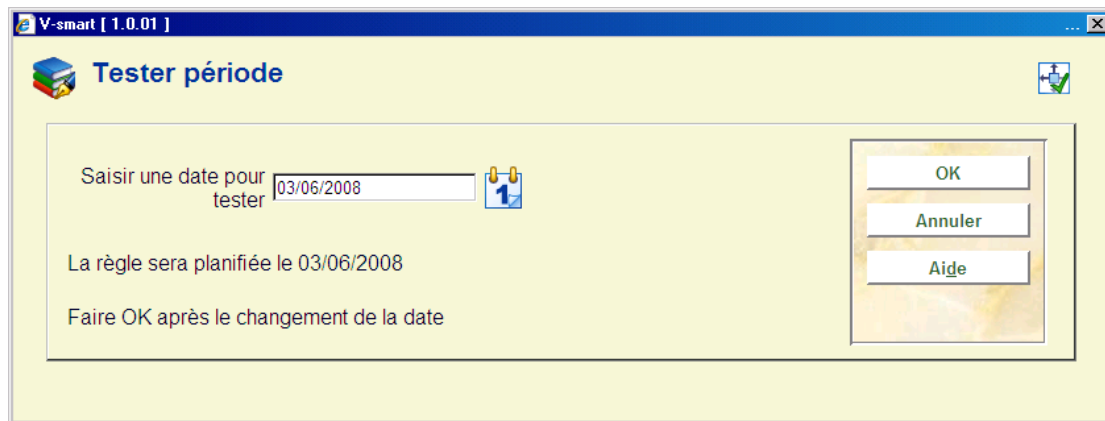 V-smart [ 1.0.01 ]
...
Tester période
Saisir une date pour
tester
03/06/2008
1
La règle sera planifiée le 03/06/2008
Faire OK après le changement de la date
OK
Annuler
Aide